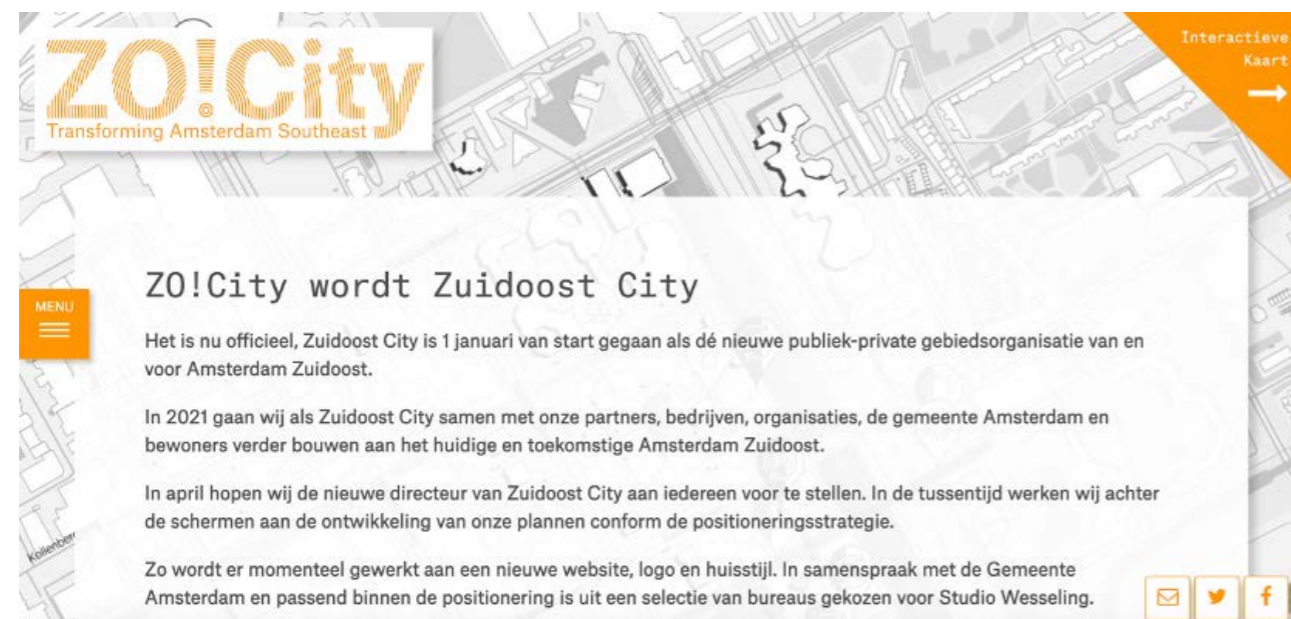 ZO!City
Transforming Amsterdam Southeast
Interactieve
Kaart
MENU
ZO!City wordt Zuidoost City
Het is nu officieel, Zuidoost City is 1 januari van start gegaan als dé nieuwe publiek-private gebiedsorganisatie van en
voor Amsterdam Zuidoost.
In 2021 gaan wij als Zuidoost City samen met onze partners, bedrijven, organisaties, de gemeente Amsterdam en
bewoners verder bouwen aan het huidige en toekomstige Amsterdam Zuidoost.
In april hopen wij de nieuwe directeur van Zuidoost City aan iedereen voor te stellen. In de tussentijd werken wij achter
de schermen aan de ontwikkeling van onze plannen conform de positioneringsstrategie.
Zo wordt er momenteel gewerkt aan een nieuwe website, logo en huisstijl. In samenspraak met de Gemeente
Amsterdam en passend binnen de positionering is uit een selectie van bureaus gekozen voor Studio Wesseling.